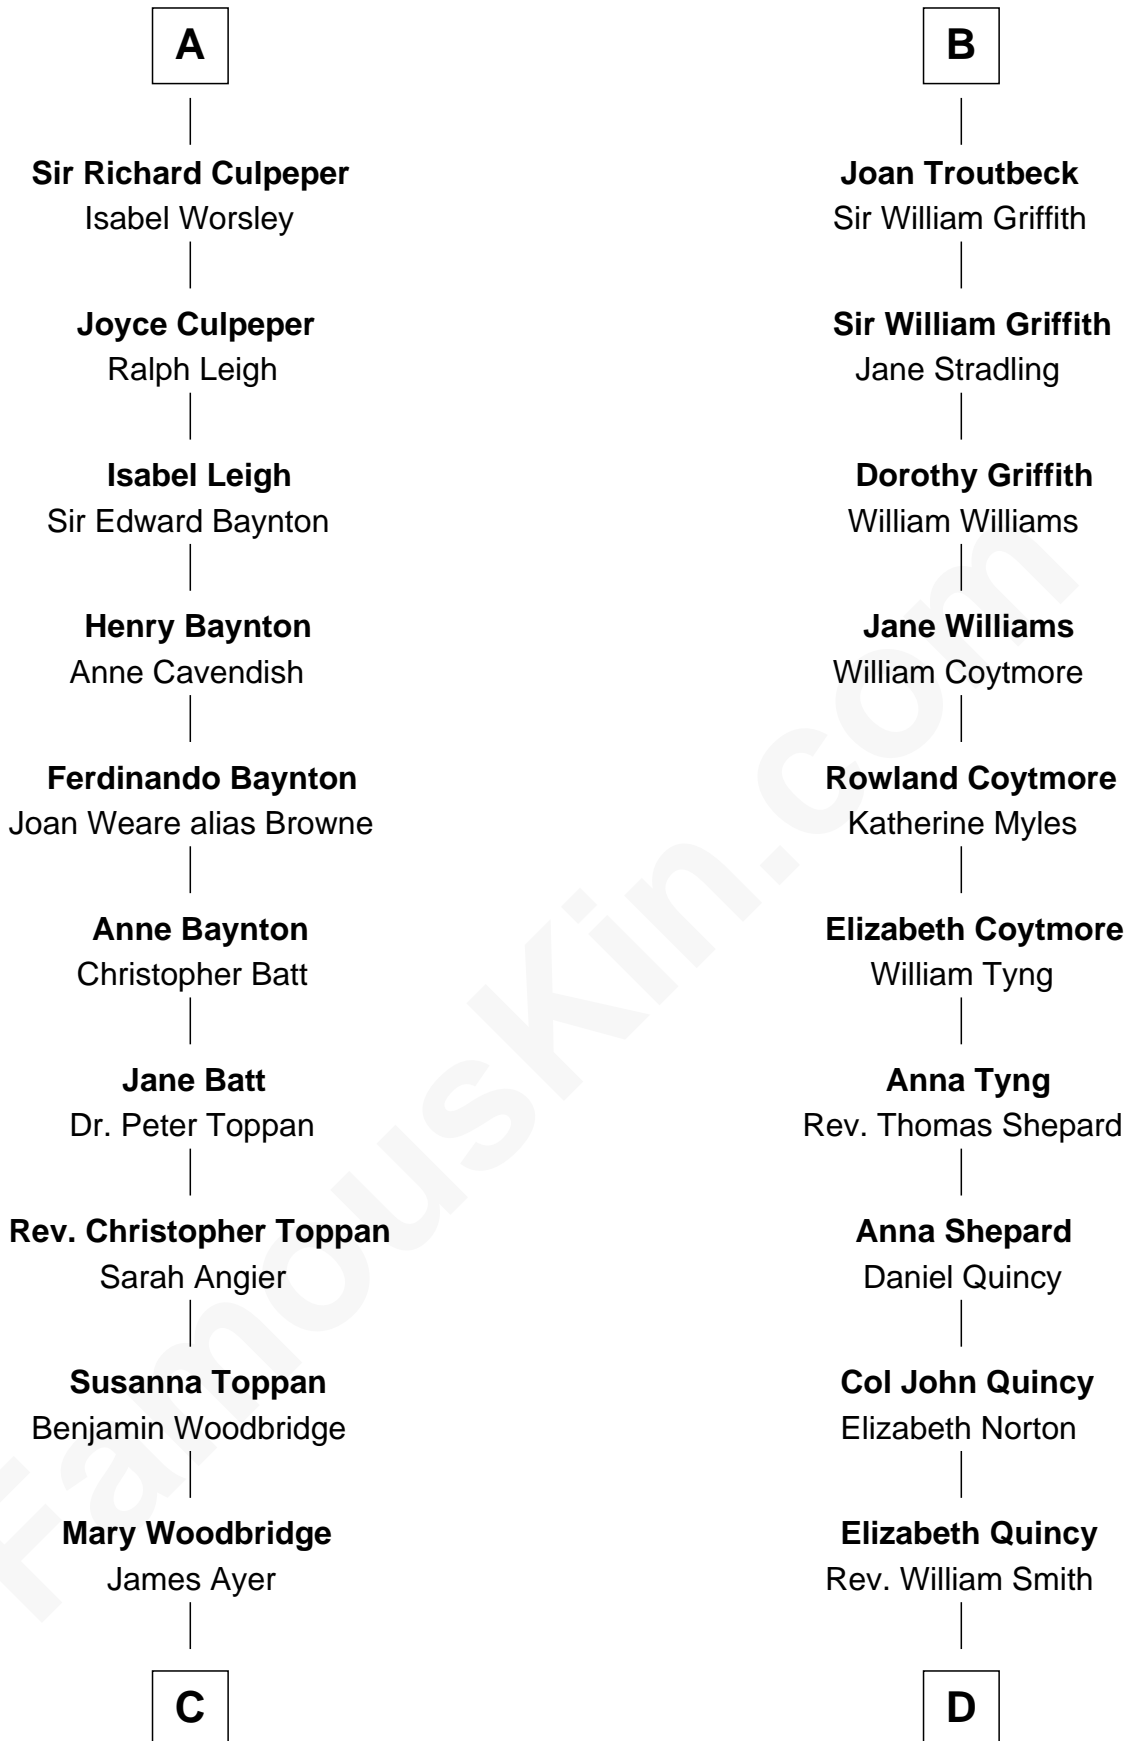 A
Sir Richard Culpeper
Isabel Worsley
Joyce Culpeper
Ralph Leigh
Isabel Leigh
Sir Edward Baynton
Henry Baynton
Anne Cavendish
Ferdinando Baynton
Joan Weare alias Browne
Anne Baynton
Christopher Batt
Jane Batt
Dr. Peter Toppan
Rev. Christopher Toppan
Sarah Angier
Susanna Toppan
Benjamin Woodbridge
Mary Woodbridge
James Ayer
C
B
Joan Troutbeck
Sir William Griffith
Sir William Griffith
Jane Stradling
Dorothy Griffith
William Williams
Jane Williams
William Coytmore
Rowland Coytmore
Katherine Myles
Elizabeth Coytmore
William Tyng
Anna Tyng
Rev. Thomas Shepard
Anna Shepard
Daniel Quincy
Col John Quincy
Elizabeth Norton
Elizabeth Quincy
Rev. William Smith
D
FamousKin.com